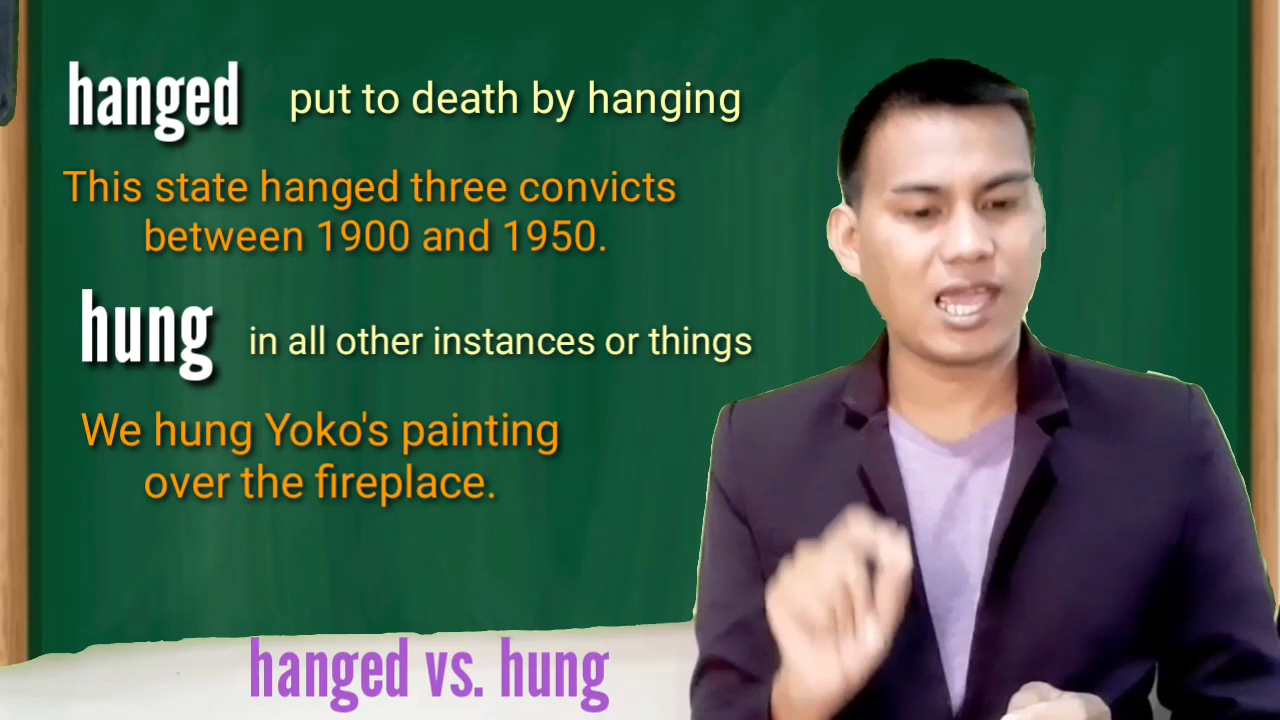 hanged put to death by hanging
This state hanged three convicts
between 1900 and 1950.
hung in all other instances or things
We hung Yoko's painting
over the fireplace.
hanged vs. hung